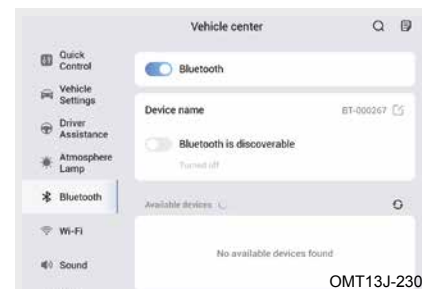 Vehicle center
Quick
Control
Vehicle
Settings
Driver
Assistance
Atmosphere
Lamp
Bluetooth
Wi-Fi
Sound
Bluetooth
Device name
BT-000267
Bluetooth is discoverable
Turned off
Available devices
No available devices found
OMT13J-230